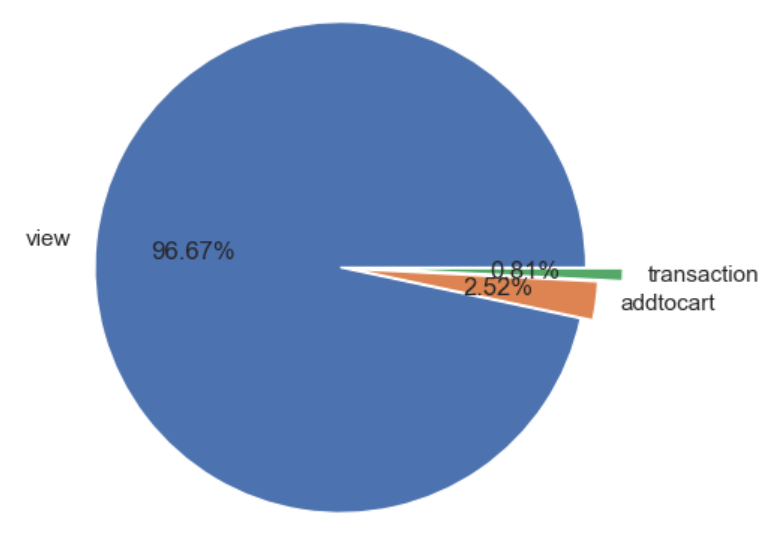 view
96.67%
0.81%
transaction
2.52%
addtocart